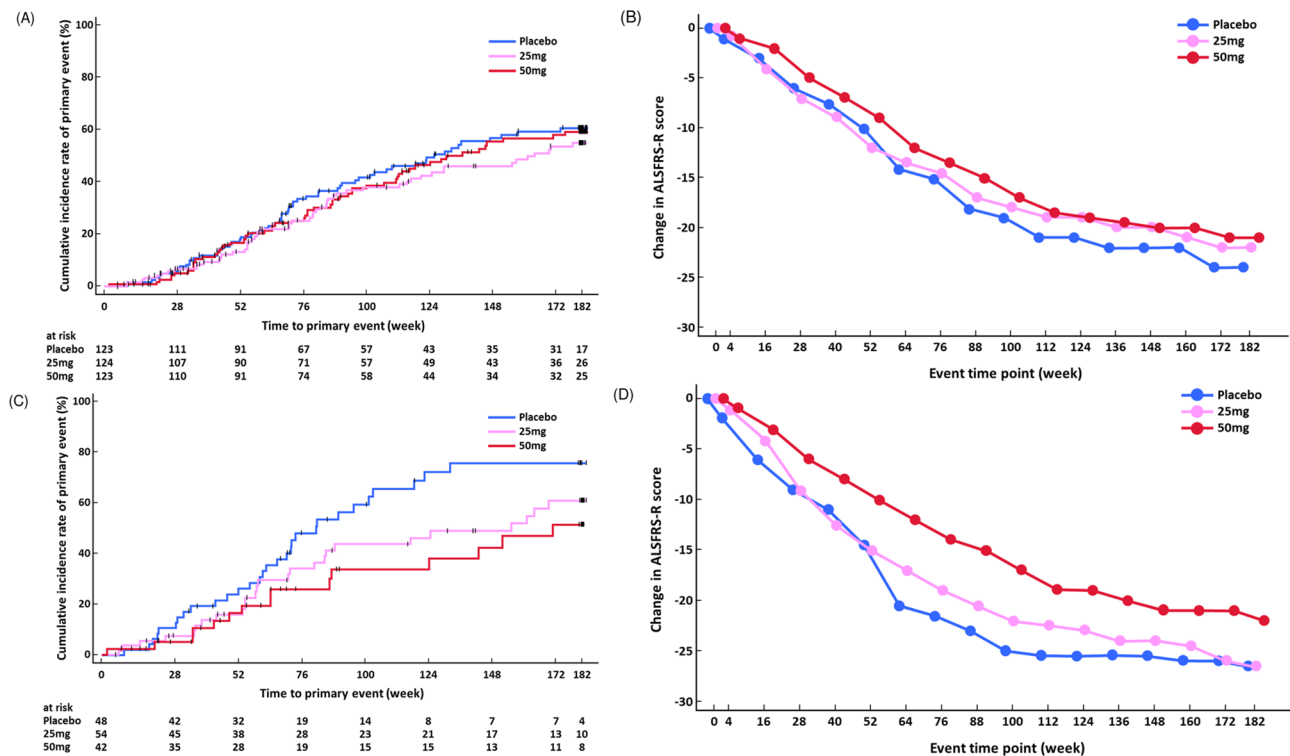 (A)
Cumulative incidence rate of primary event (%)
100
80
60
40
20
0
Placebo
25mg
50mg
0 28 52 76 100 124 148 172 182
Time to primary event (week)
at risk
Placebo 123 111 91 67 57 43 35 31 17
25mg 124 107 90 71 57 49 43 36 26
50mg 123 110 91 74 58 44 34 32 25
(B)
Change in ALSFRS-R score
0
-5
-10
-15
-20
-25
-30
Placebo
25mg
50mg
0 4 16 28 40 52 64 76 88 100 112 124 136 148 160 172 182
Event time point (week)
(C)
Cumulative incidence rate of primary event (%)
100
80
60
40
20
0
Placebo
25mg
50mg
0 28 52 76 100 124 148 172 182
Time to primary event (week)
at risk
Placebo 48 42 32 19 14 8 7 7 4
25mg 54 45 38 28 23 21 17 13 10
50mg 42 35 28 19 15 15 13 11 8
(D)
Change in ALSFRS-R score
0
-5
-10
-15
-20
-25
-30
Placebo
25mg
50mg
0 4 16 28 40 52 64 76 88 100 112 124 136 148 160 172 182
Event time point (week)